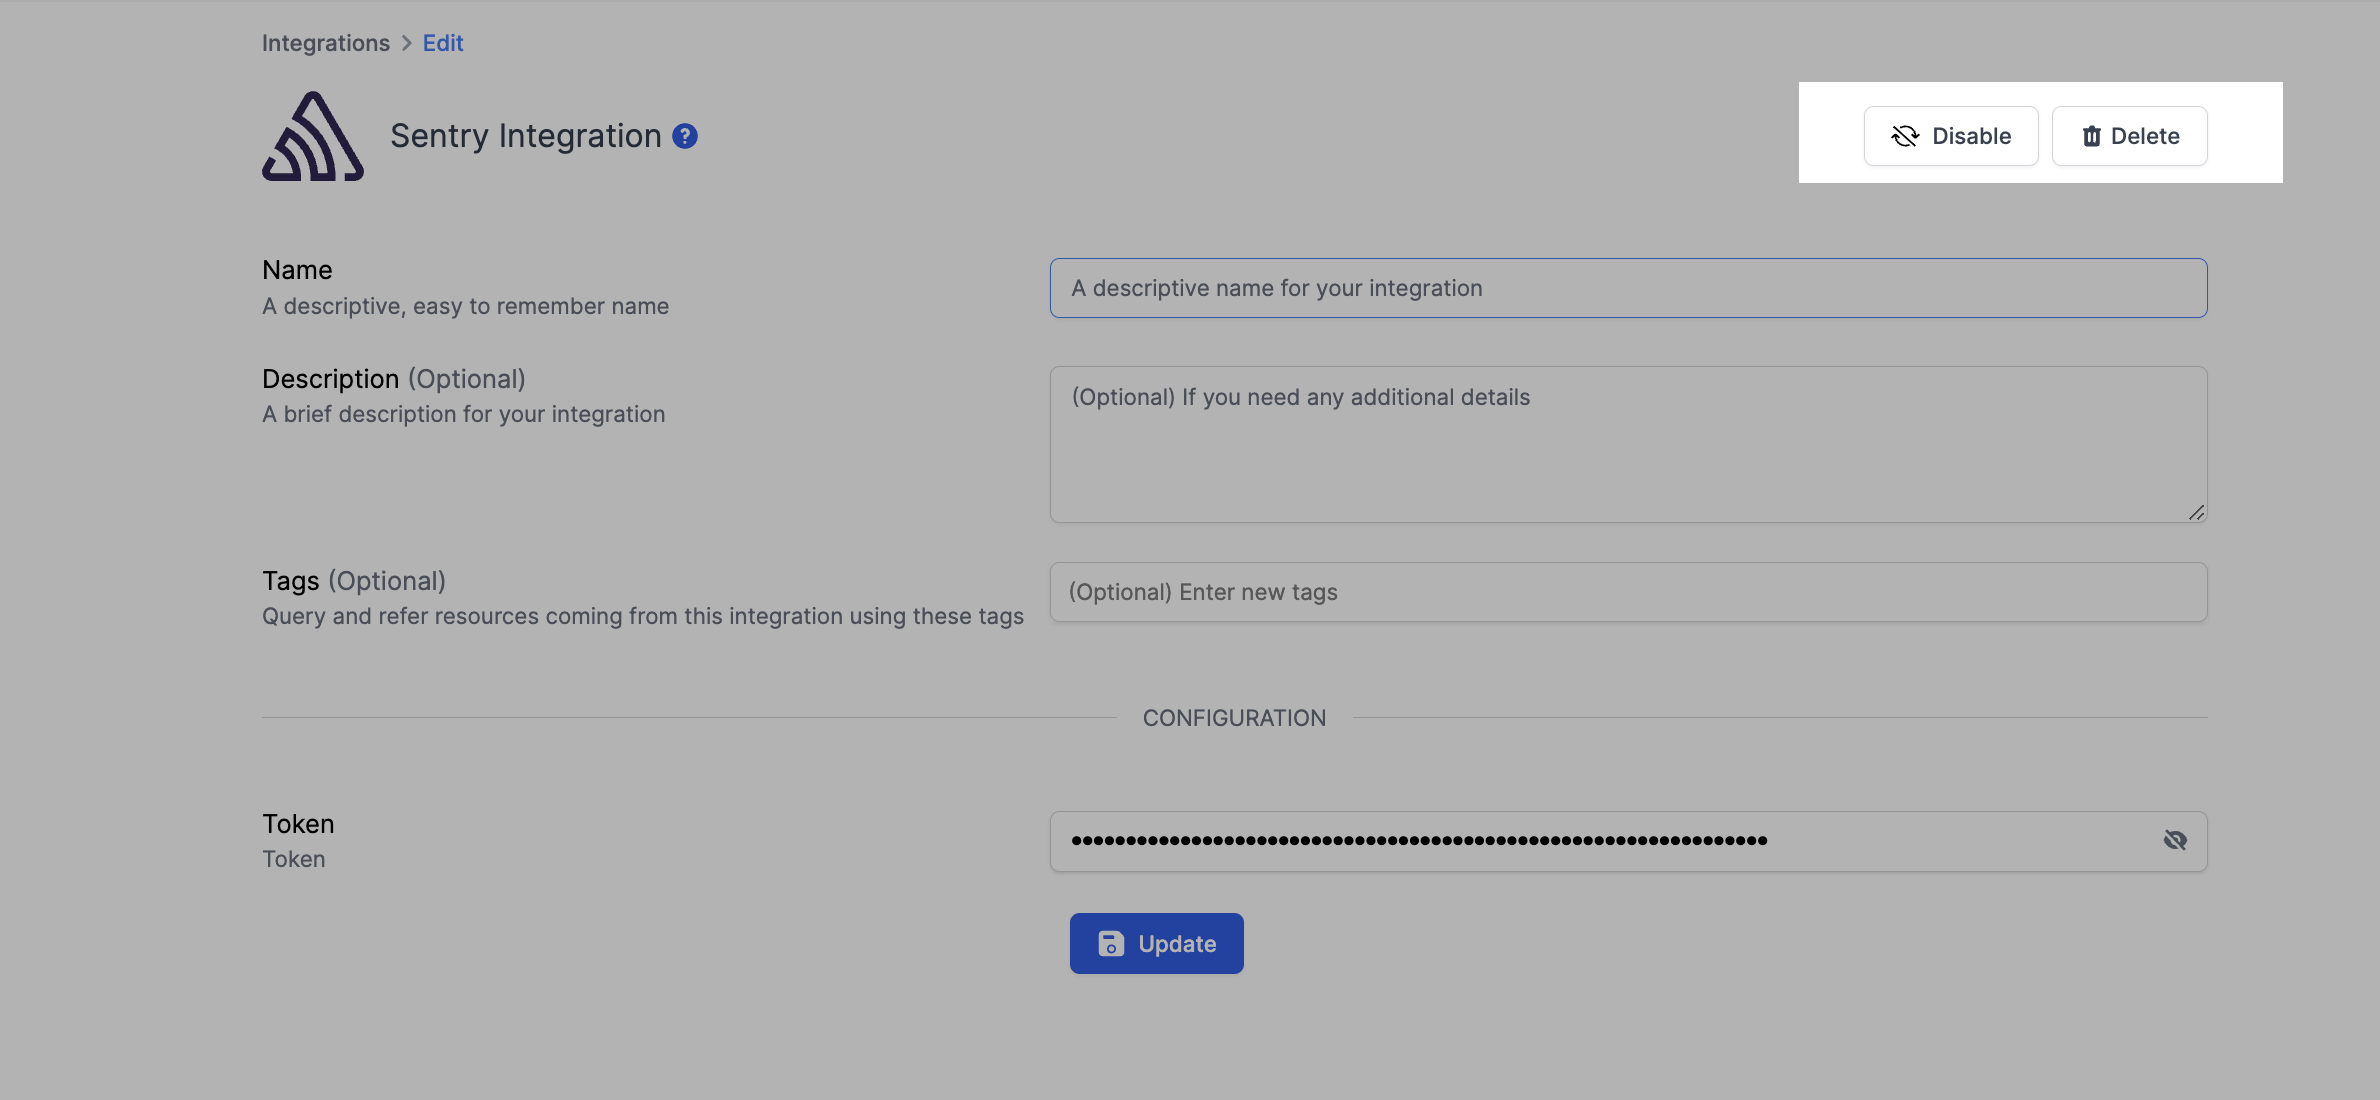 Integrations > Edit
Sentry Integration ?
Disable
Delete
Name
A descriptive, easy to remember name
A descriptive name for your integration
Description (Optional)
A brief description for your integration
(Optional) If you need any additional details
Tags (Optional)
Query and refer resources coming from this integration using these tags
(Optional) Enter new tags
CONFIGURATION
Token
Token
Update